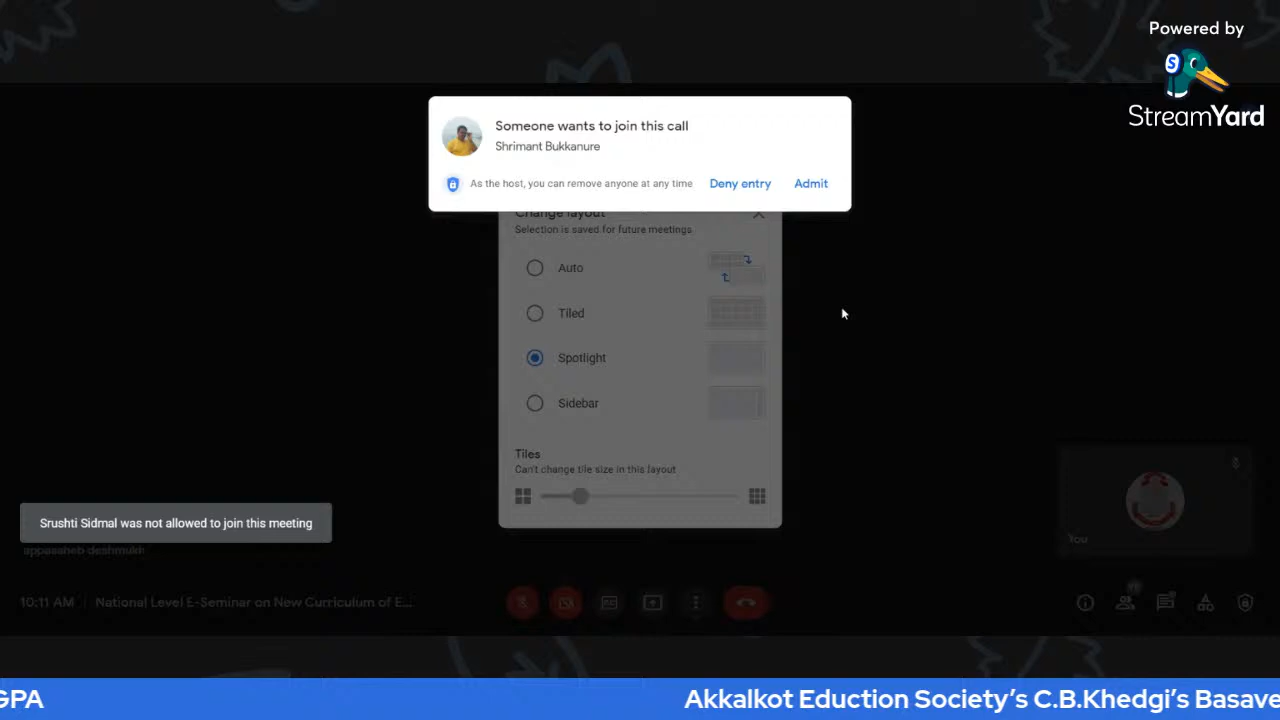 Powered by
StreamYard
Someone wants to join this call
Shrimant Bukkanure
As the host, you can remove anyone at any time
Deny entry
Admit
Change layout
Selection is saved for future meetings
Auto
Tiled
Spotlight
Sidebar
Tiles
Can't change tile size in this layout
Srushti Sidmal was not allowed to join this meeting
appasaheb deshmukh
You
10:11 AM | National Level E-Seminar on New Curriculum of E...
GPA
Akkalkot Eduction Society's C.B.Khedgi's Basave